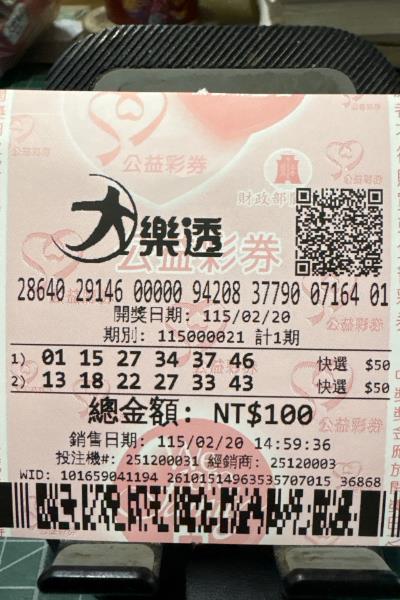 公益彩券
財政部
大樂透
公益彩券
28640 29146 00000 94208 37790 07164 01
開獎日期: 115/02/20
期別: 115000021 計1期
1) 01 15 27 34 37 46 快選 $50
2) 13 18 22 27 33 43 快選 $50
總金額: NT$100
銷售日期: 115/02/20 14:59:36
投注機#: 251200031 經銷商: 25120003
WID: 101659041194 26101514963535707015 36868